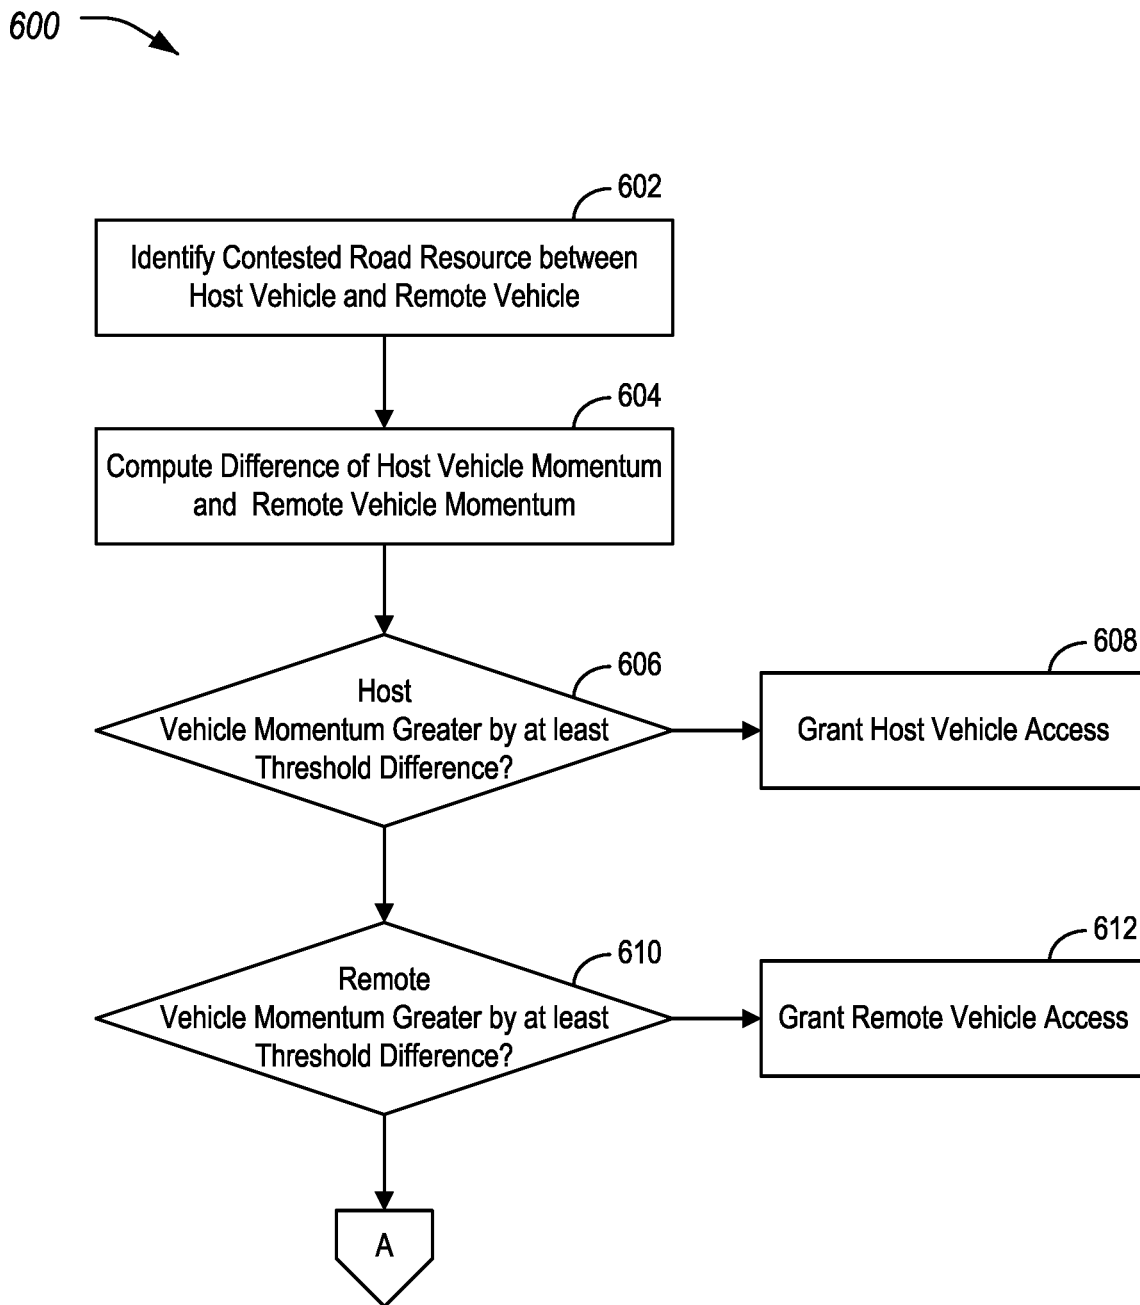 600
602
Identify Contested Road Resource between
Host Vehicle and Remote Vehicle
604
Compute Difference of Host Vehicle Momentum
and Remote Vehicle Momentum
606
Host
Vehicle Momentum Greater by at least
Threshold Difference?
608
Grant Host Vehicle Access
610
Remote
Vehicle Momentum Greater by at least
Threshold Difference?
612
Grant Remote Vehicle Access
A